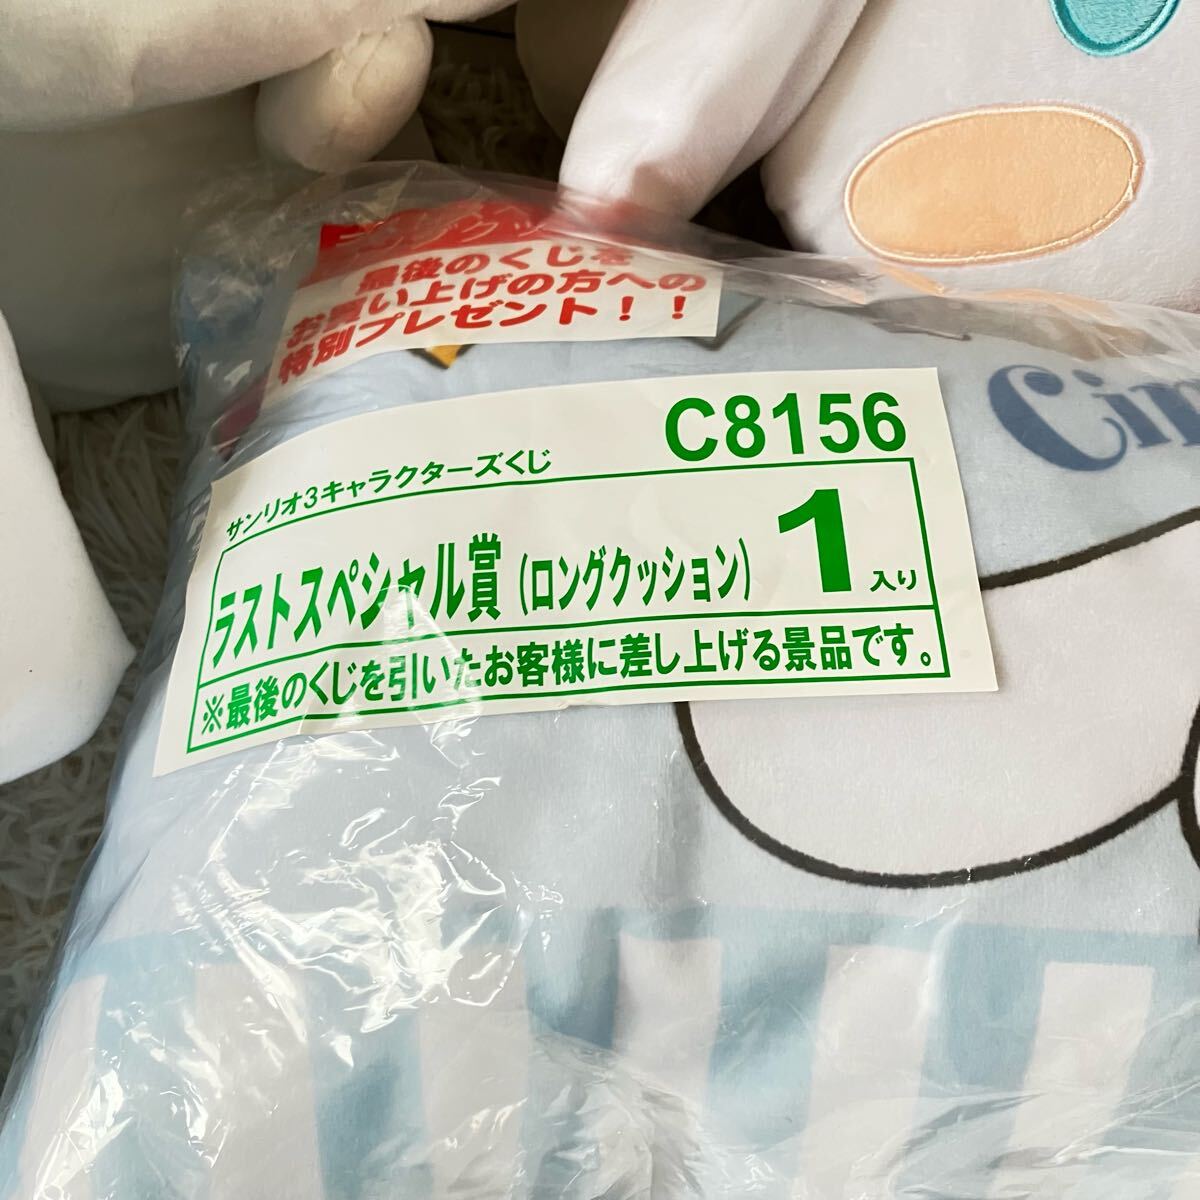 最後のくじを
お買い上げの方への
特別プレゼント！！
C8156
サンリオ3キャラクターズくじ
ラストスペシャル賞（ロングクッション） 1入り
※最後のくじを引いたお客様に差し上げる景品です。